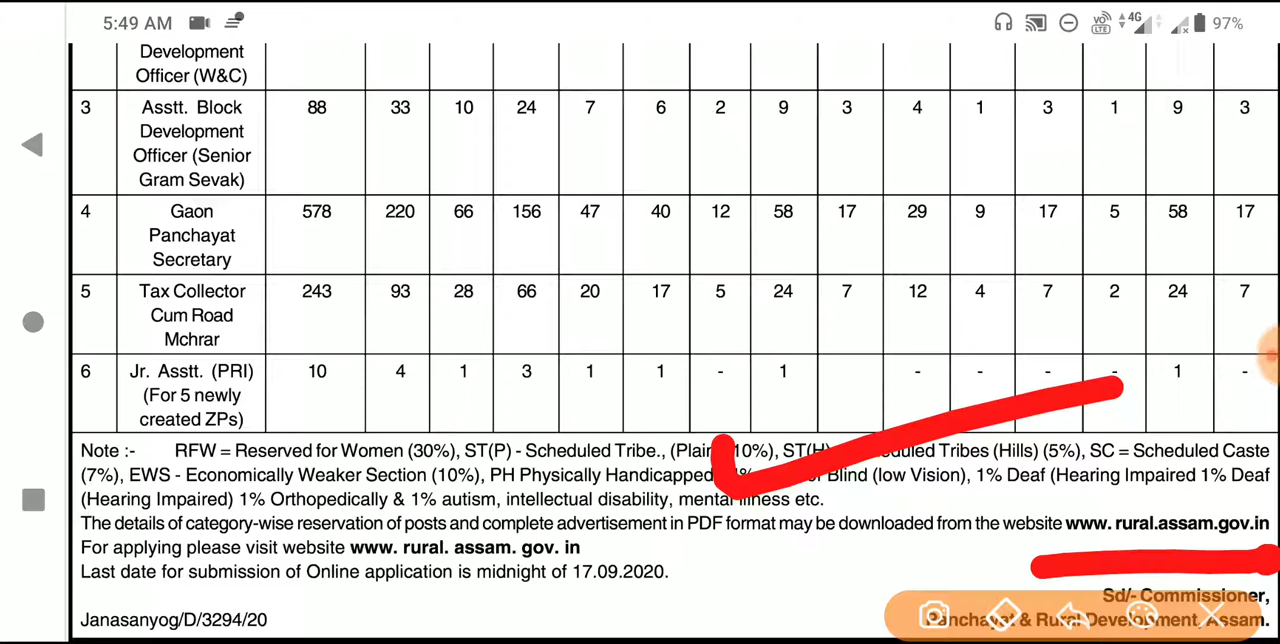 5:49 AM
VO LTE 4G 97%
Development
Officer (W&C)
3 Asstt. Block 88 33 10 24 7 6 2 9 3 4 1 3 1 9 3
Development
Officer (Senior
Gram Sevak)
4 Gaon 578 220 66 156 47 40 12 58 17 29 9 17 5 58 17
Panchayat
Secretary
5 Tax Collector 243 93 28 66 20 17 5 24 7 12 4 7 2 24 7
Cum Road
Mchrar
6 Jr. Asstt. (PRI) 10 4 1 3 1 1 - 1 - - - - 1 -
(For 5 newly
created ZPs)
Note :- RFW = Reserved for Women (30%), ST(P) - Scheduled Tribe., (Plain 10%), ST(H) Tribes (Hills) (5%), SC = Scheduled Caste
(7%), EWS - Economically Weaker Section (10%), PH Physically Handicapped Blind (low Vision), 1% Deaf (Hearing Impaired 1% Deaf
(Hearing Impaired) 1% Orthopedically & 1% autism, intellectual disability, mental illness etc.
The details of category-wise reservation of posts and complete advertisement in PDF format may be downloaded from the website www. rural.assam.gov.in
For applying please visit website www. rural. assam. gov. in
Last date for submission of Online application is midnight of 17.09.2020.
Sd/- Commissioner,
Janasanyog/D/3294/20 Panchayat & Rural Development, Assam.